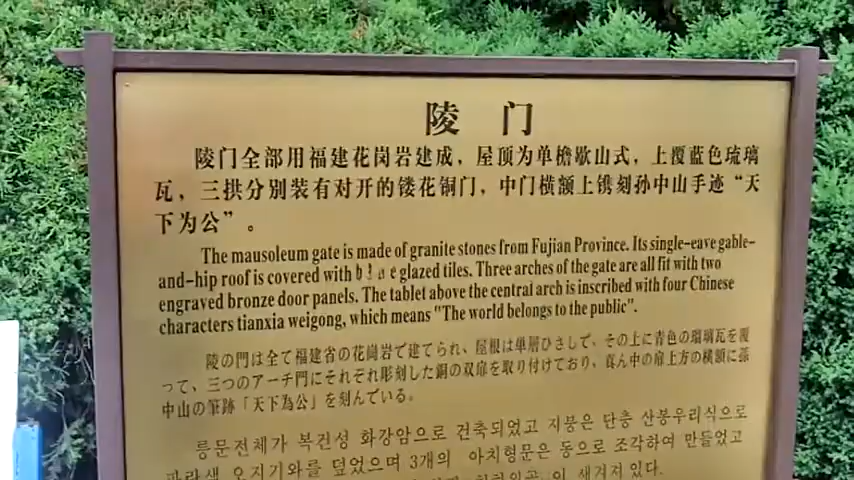 陵 门
陵门全部用福建花岗岩建成，屋顶为单檐歇山式，上覆蓝色琉璃
瓦，三拱分别装有对开的镂花铜门，中门横额上镌刻孙中山手迹“天
下为公”。
The mausoleum gate is made of granite stones from Fujian Province. Its single-eave gable-
and-hip roof is covered with glazed tiles. Three arches of the gate are all fit with two
engraved bronze door panels. The tablet above the central arch is inscribed with four Chinese
characters tianxia weigong, which means "The world belongs to the public".
陵の門は全て福建省の花崗岩で建てられ、屋根は単層ひさしで、その上に青色の瑠璃瓦を覆
って、三つのアーチ門にそれぞれ彫刻した銅の双扉を取り付けており、真ん中の扉上方の横額に孫
中山の筆跡「天下為公」を刻んでいる。
릉문전체가 복건성 화강암으로 건축되었고 지붕은 단층 산봉우리식으로
파란색 오지기와를 덮었으며 3개의 아치형문은 동으로 조각하여 만들었고
새겨져 있다.